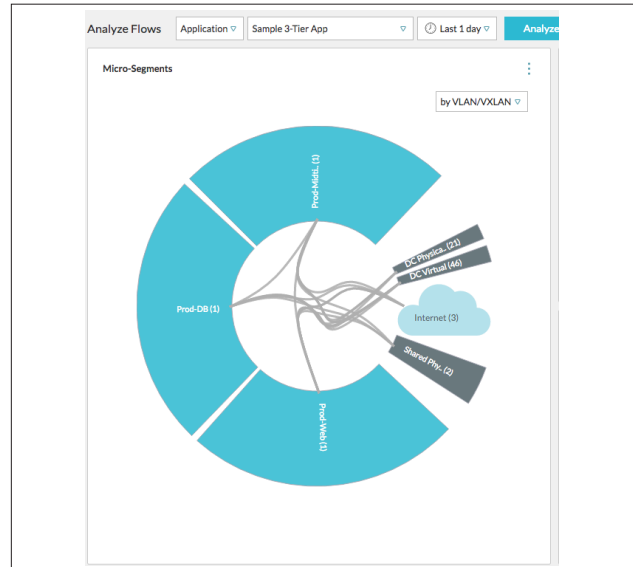 Analyze Flows
Application
Sample 3-Tier App
Last 1 day
Analyze
Micro-Segments
by VLAN/VXLAN
Prod-Midti.. (1)
DC Physica.. (21)
DC Virtual (46)
Prod-DB (1)
Internet (3)
Shared Phy.. (2)
Prod-Web (1)